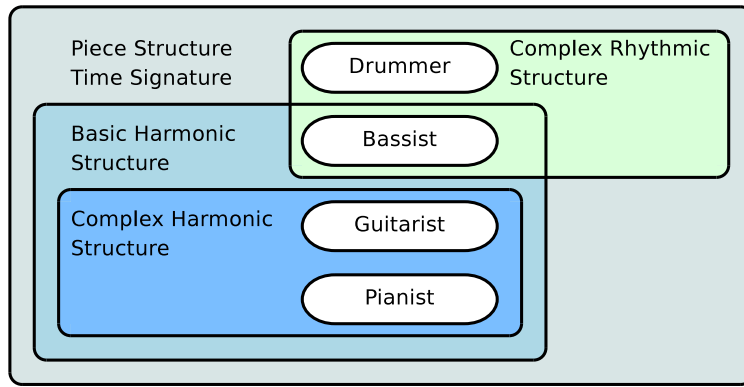 Piece Structure
Time Signature
Drummer
Complex Rhythmic
Structure
Basic Harmonic
Structure
Bassist
Complex Harmonic
Structure
Guitarist
Pianist